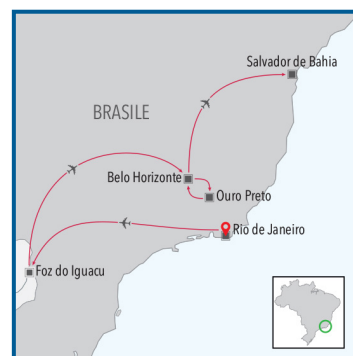 Salvador de Bahia
BRASILE
Belo Horizonte
Ouro Preto
Rio de Janeiro
Foz do Iguacu